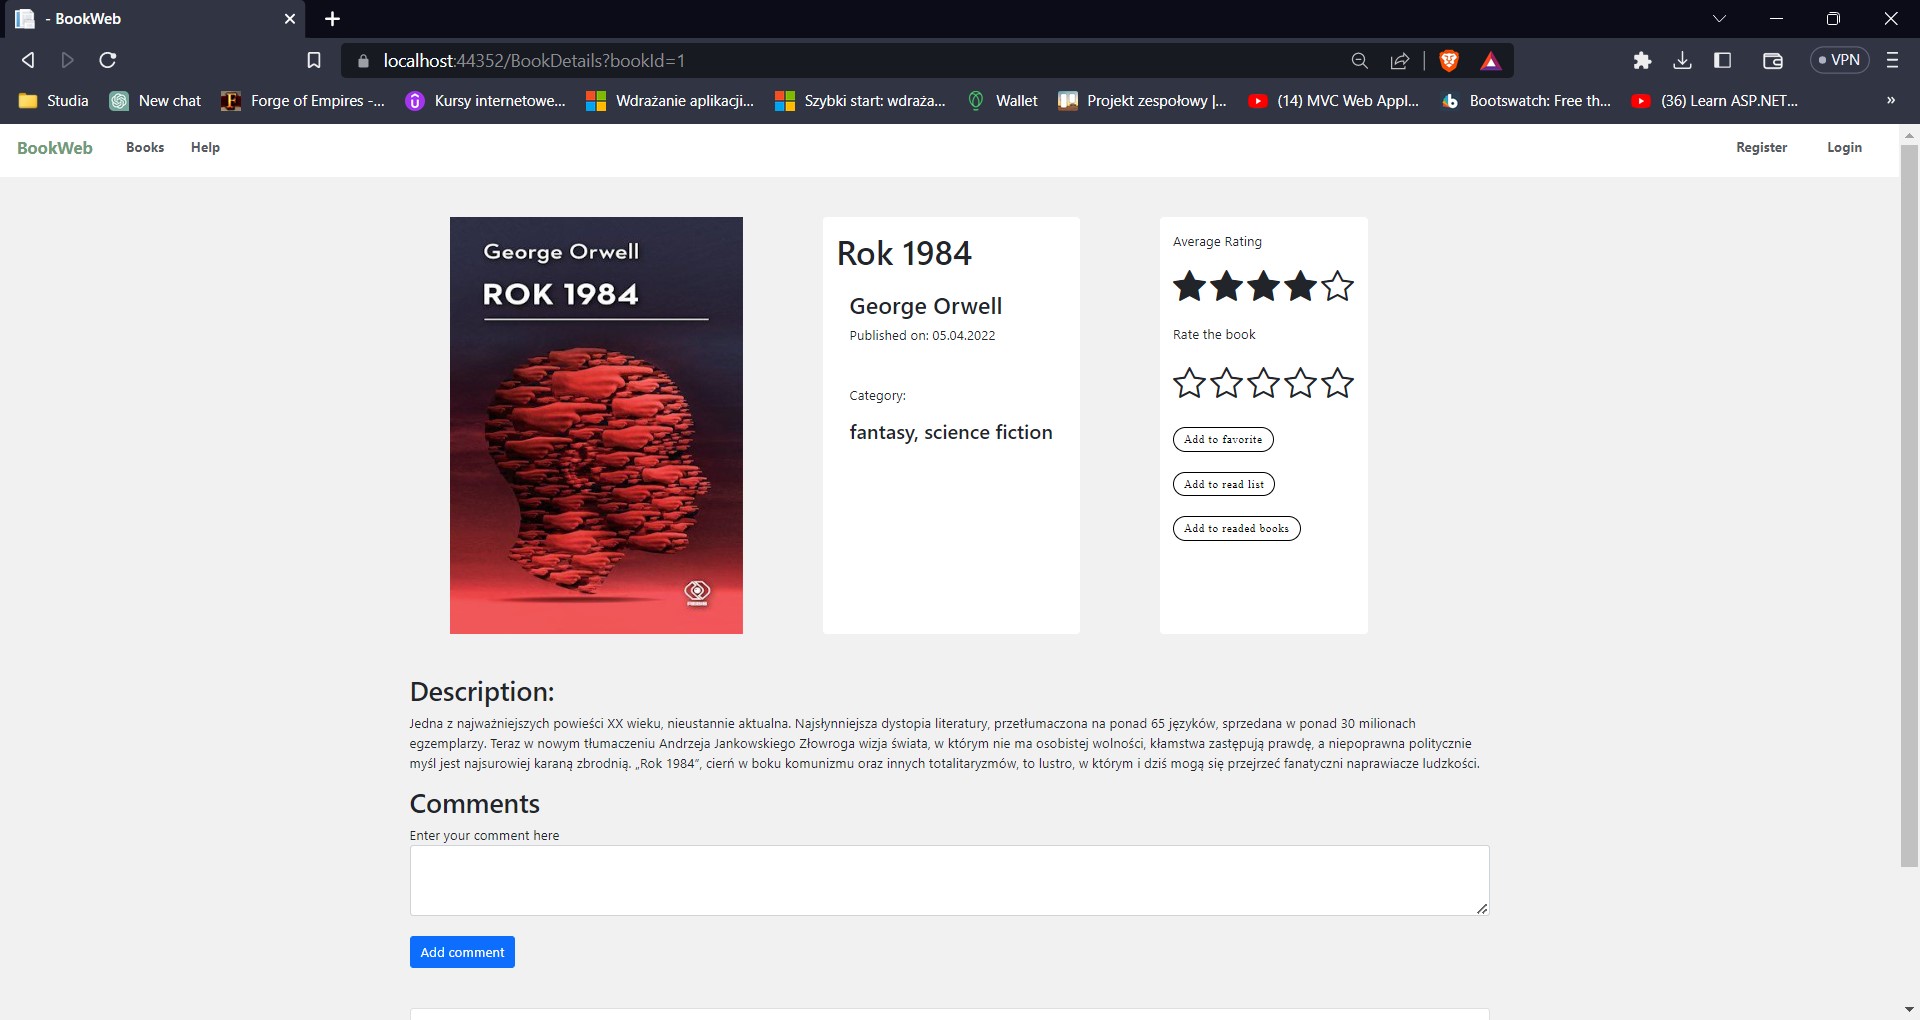 - BookWeb
localhost:44352/BookDetails?bookId=1
VPN
Studia
New chat
Forge of Empires -...
Kursy internetowe...
Wdrażanie aplikacji,...
Szybki start: wdraża...
Wallet
Projekt zespołowy |...
(14) MVC Web Appl...
Bootswatch: Free th...
(36) Learn ASP.NET...
»
BookWeb
Books
Help
Register
Login
George Orwell
ROK 1984
Rok 1984
George Orwell
Published on: 05.04.2022
Category:
fantasy, science fiction
Average Rating
Rate the book
Add to favorite
Add to read list
Add to readed books
Description:
Jedna z najważniejszych powieści XX wieku, nieustannie aktualna. Najsłynniejsza dystopia literatury, przetłumaczona na ponad 65 języków, sprzedana w ponad 30 milionach
egzemplarzy. Teraz w nowym tłumaczeniu Andrzeja Jankowskiego Złowroga wizja świata, w którym nie ma osobistej wolności, kłamstwa zastępują prawdę, a niepoprawna politycznie
myśl jest najsurowiej karaną zbrodnią. „Rok 1984”, cierń w boku komunizmu oraz innych totalitaryzmów, to lustro, w którym i dziś mogą się przejrzeć fanatyczni naprawiacze ludzkości.
Comments
Enter your comment here
Add comment